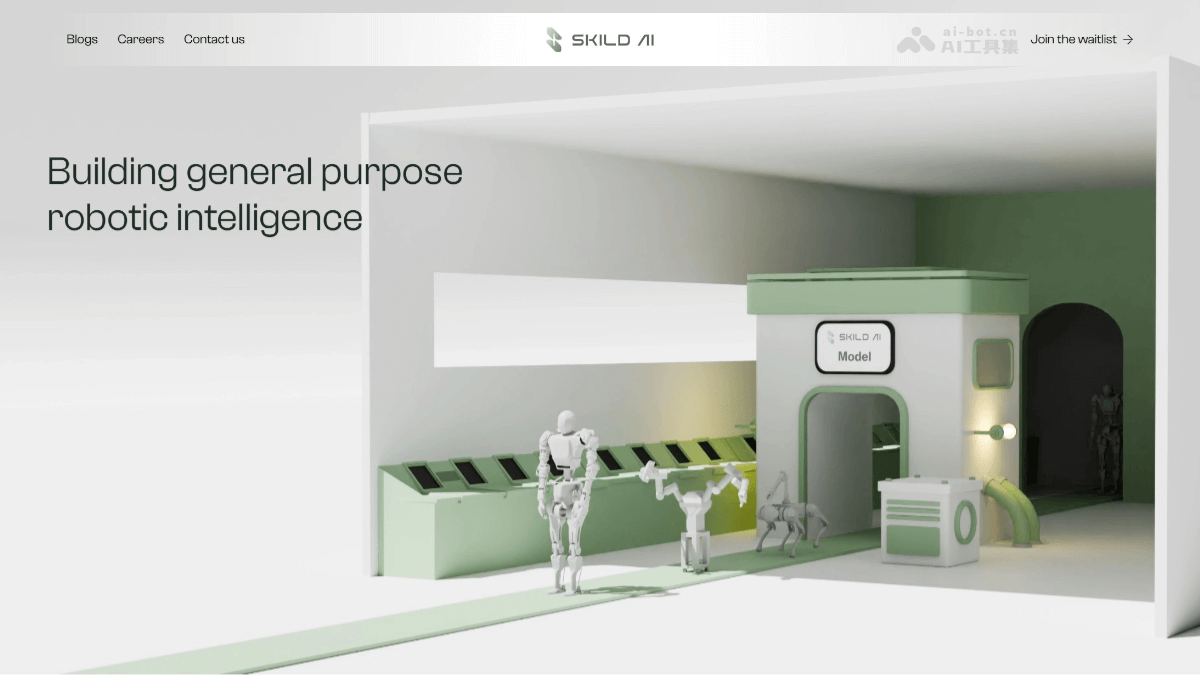 Blogs Careers Contact us SKILD AI ai-bot.cn Join the waitlist →
AI工具集
Building general purpose
robotic intelligence
SKILD AI
Model